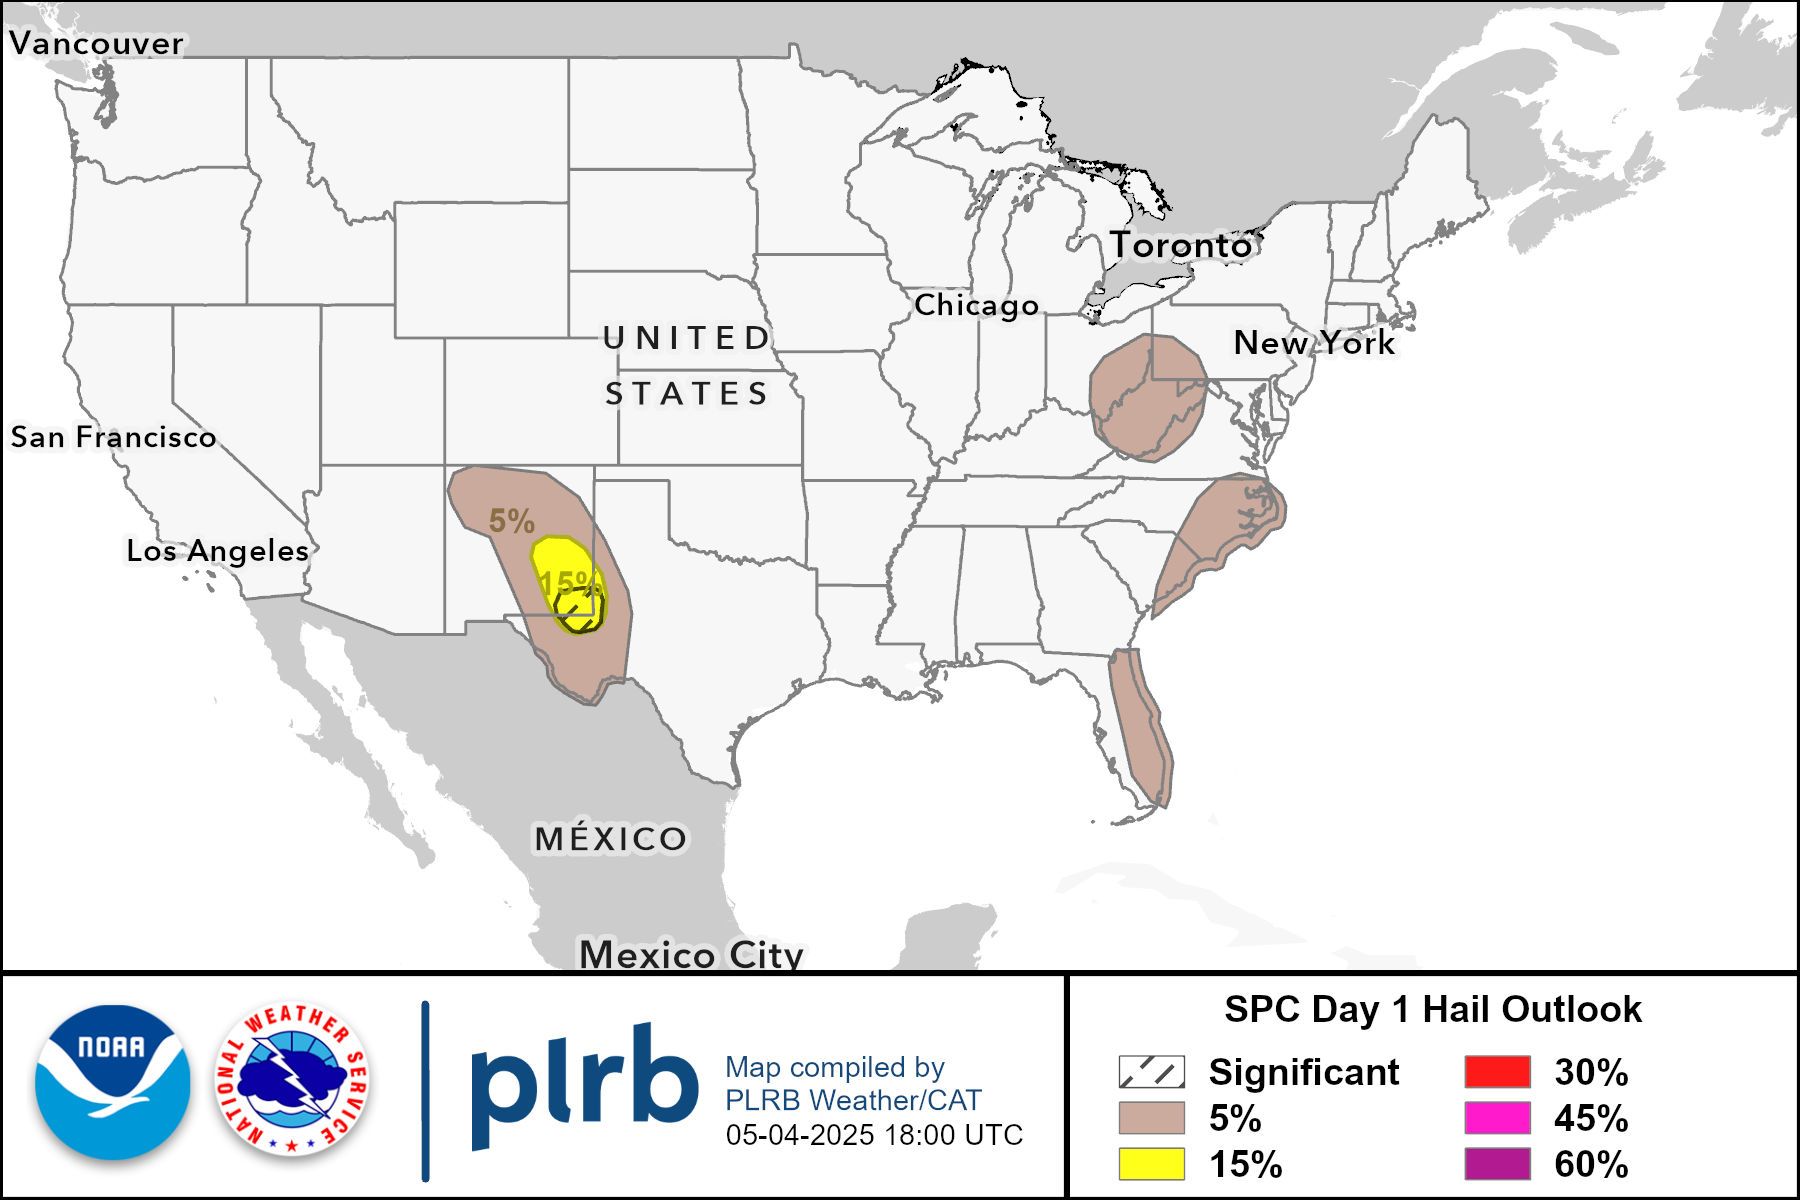 Vancouver
Toronto
Chicago
UNITED
New York
STATES
San Francisco
5%
Los Angeles
15%
MÉXICO
Mexico City
NOAA
NATIONAL WEATHER SERVICE
plrb
Map compiled by
PLRB Weather/CAT
05-04-2025 18:00 UTC
SPC Day 1 Hail Outlook
Significant
30%
5%
45%
15%
60%